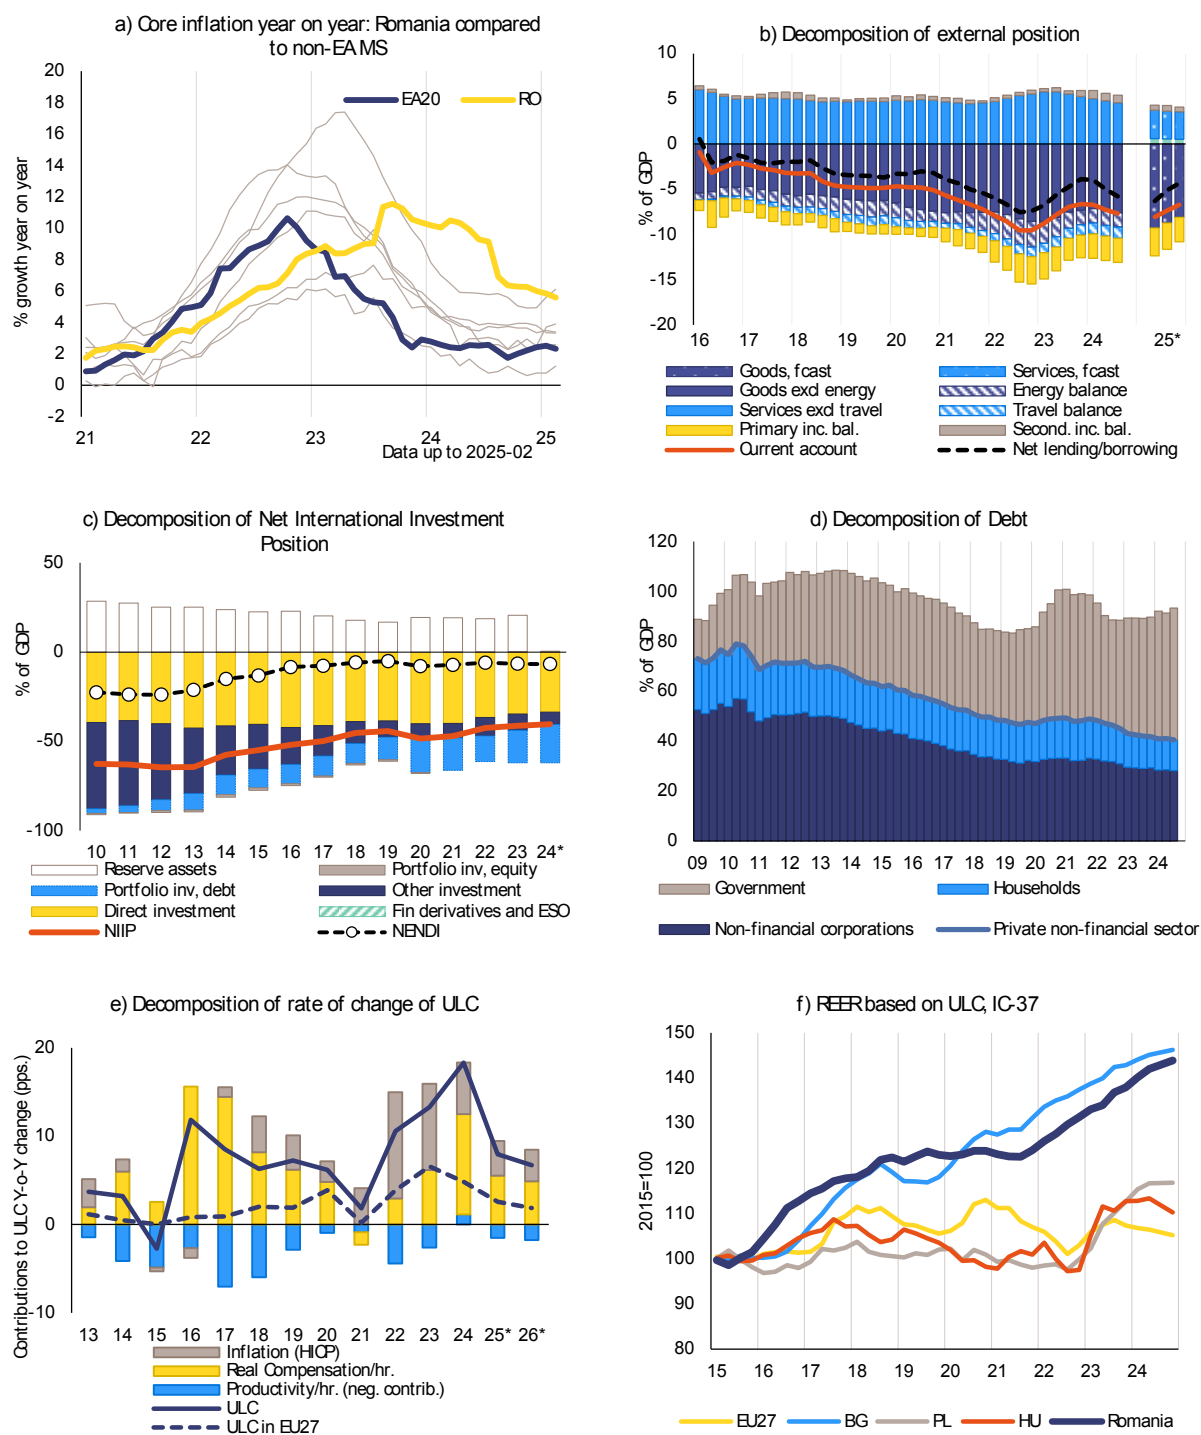 a) Core inflation year on year: Romania compared
to non-EA MS
% growth year on year
20
18
16
14
12
10
8
6
4
2
0
-2
EA20
RO
21 22 23 24 25
Data up to 2025-02
b) Decomposition of external position
% of GDP
10
5
0
-5
-10
-15
-20
16 17 18 19 20 21 22 23 24 25*
Goods, fcast
Services, fcast
Goods excl energy
Energy balance
Services excl travel
Travel balance
Primary inc. bal.
Second. inc. bal.
Current account
Net lending/borrowing
c) Decomposition of Net International Investment
Position
% of GDP
50
0
-50
-100
10 11 12 13 14 15 16 17 18 19 20 21 22 23 24*
Reserve assets
Portfolio inv, equity
Portfolio inv, debt
Other investment
Direct investment
Fin derivatives and ESO
NIIP
NENDI
d) Decomposition of Debt
% of GDP
120
100
80
60
40
20
0
09 10 11 12 13 14 15 16 17 18 19 20 21 22 23 24
Government
Households
Non-financial corporations
Private non-financial sector
e) Decomposition of rate of change of ULC
Contributions to ULC Y-o-Y change (pps.)
20
10
0
-10
13 14 15 16 17 18 19 20 21 22 23 24 25* 26*
Inflation (HICP)
Real Compensation/hr.
Productivity/hr. (neg. contrib.)
ULC
ULC in EU27
f) REER based on ULC, IC-37
2015=100
150
140
130
120
110
100
90
80
15 16 17 18 19 20 21 22 23 24
EU27
BG
PL
HU
Romania